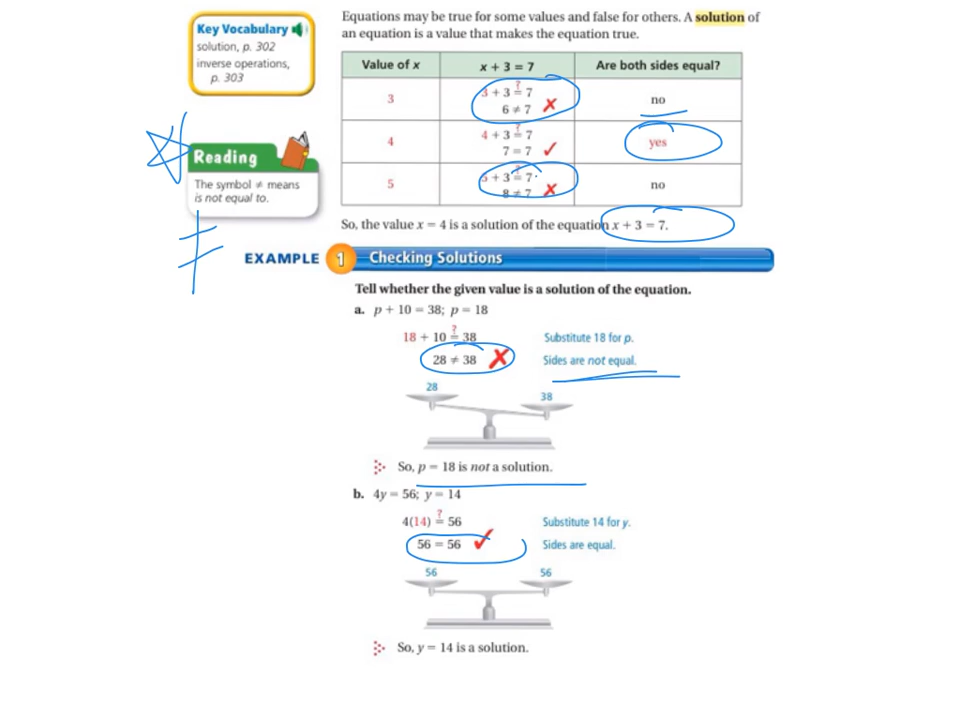 Key Vocabulary
solution, p. 302
inverse operations,
p. 303
Equations may be true for some values and false for others. A solution of
an equation is a value that makes the equation true.
Value of x x + 3 = 7 Are both sides equal?
3 3 + 3 ≟ 7 no
6 ≠ 7 ✗
4 4 + 3 ≟ 7 yes
7 = 7 ✓
5 5 + 3 ≟ 7 no
8 ≠ 7 ✗
Reading
The symbol ≠ means
is not equal to.
≠
So, the value x = 4 is a solution of the equation x + 3 = 7.
EXAMPLE 1 Checking Solutions
Tell whether the given value is a solution of the equation.
a. p + 10 = 38; p = 18
18 + 10 ≟ 38 Substitute 18 for p.
28 ≠ 38 ✗ Sides are not equal.
28 38
So, p = 18 is not a solution.
b. 4y = 56; y = 14
4(14) ≟ 56 Substitute 14 for y.
56 = 56 ✓ Sides are equal.
56 56
So, y = 14 is a solution.